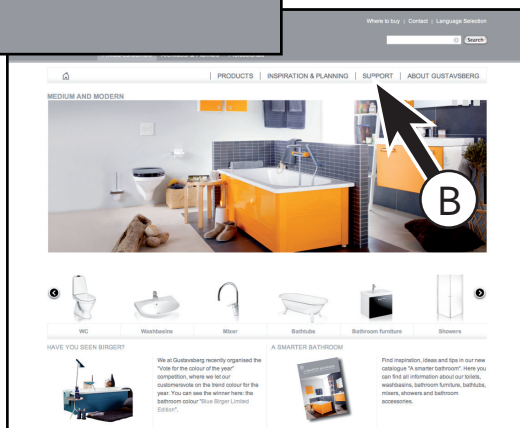 Where to buy | Contact | Language Selection
Search
| PRODUCTS | INSPIRATION & PLANNING | SUPPORT | ABOUT GUSTAVSBERG
MEDIUM AND MODERN
B
WC Washbasins Mixer Bathtubs Bathroom furniture Showers
HAVE YOU SEEN BIRGER?
We at Gustavsberg recently organised the
"Vote for the colour of the year"
competition, where we let our
customersvote on the trend colour for the
year. You can see the winner here: the
bathroom colour "Blue Birger Limited
Edition".
A SMARTER BATHROOM
Find inspiration, ideas and tips in our new
catalogue "A smarter bathroom". Here you
can find all information about our toilets,
washbasins, bathroom furniture, bathtubs,
mixers, showers and bathroom
accessories.